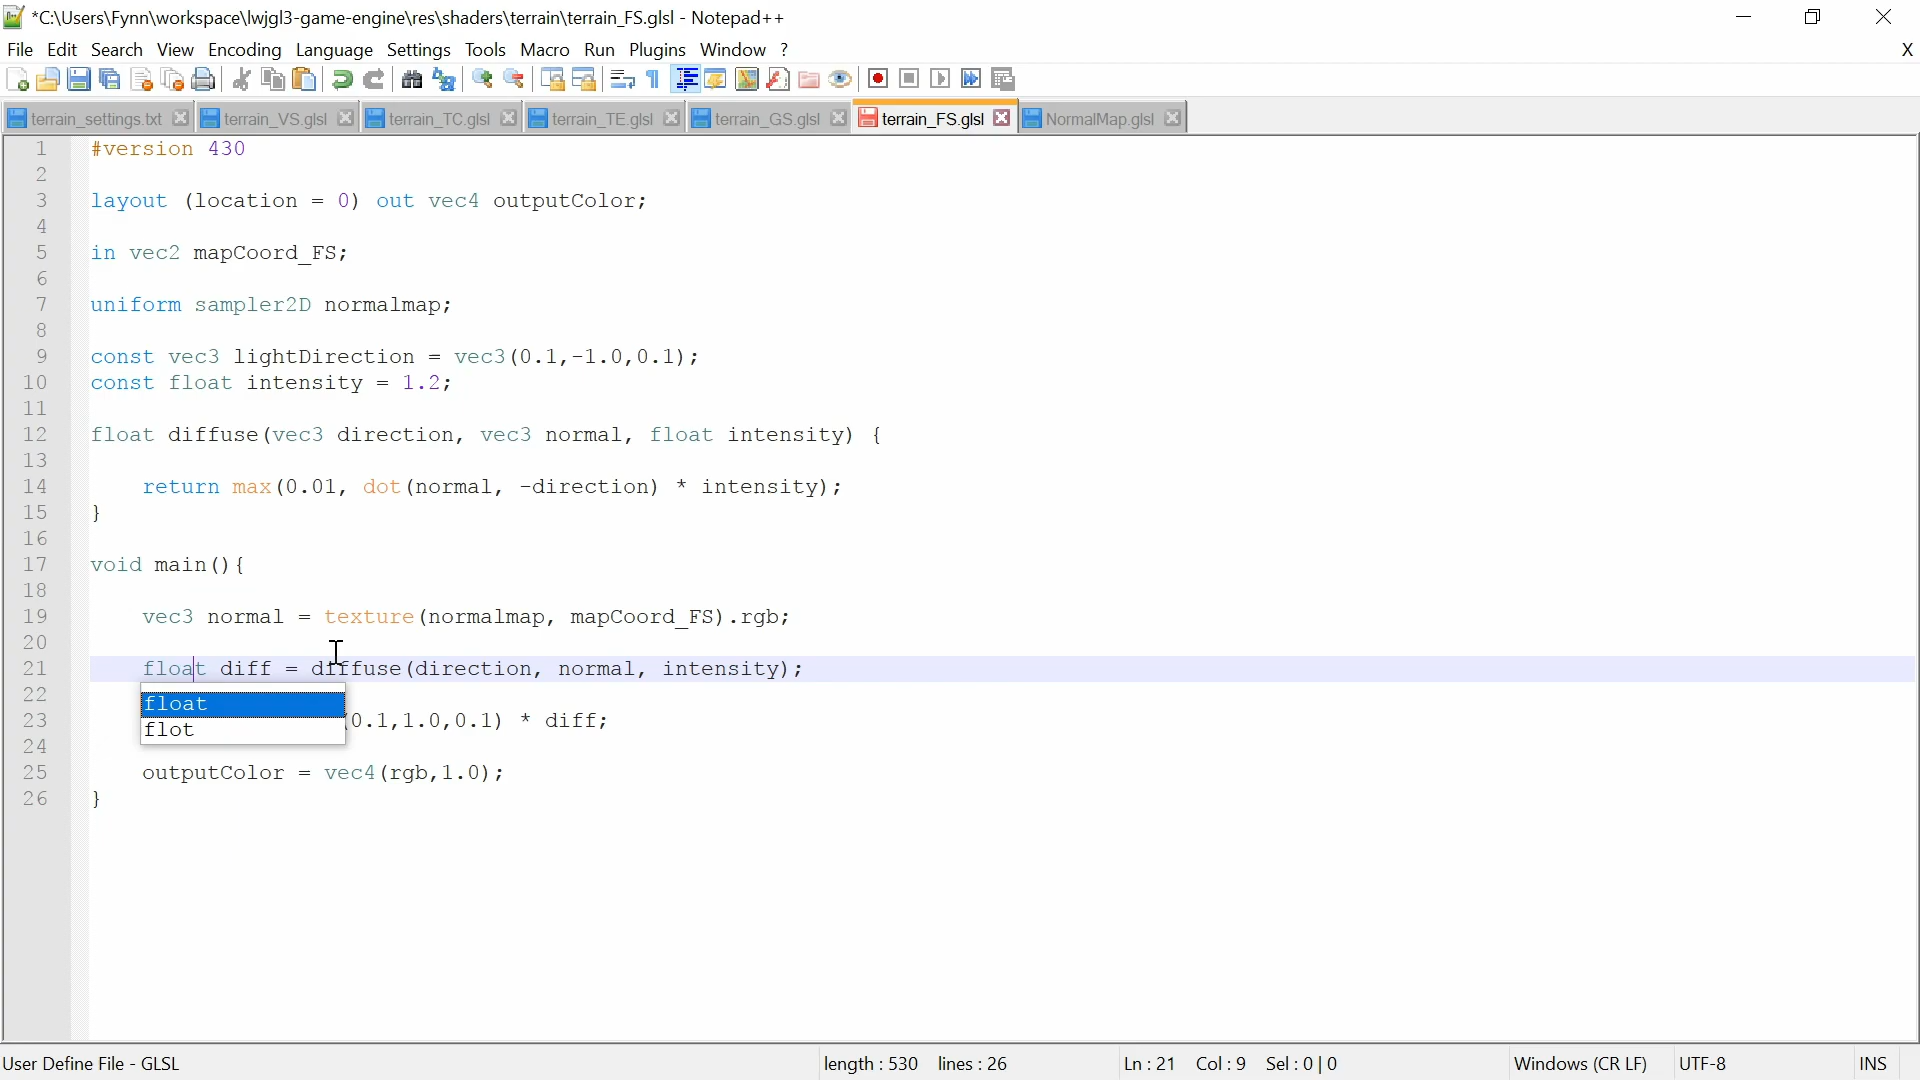 *C:\Users\Fynn\workspace\lwjgl3-game-engine\res\shaders\terrain\terrain_FS.glsl - Notepad++
File Edit Search View Encoding Language Settings Tools Macro Run Plugins Window ? X
terrain_settings.txt terrain_VS.glsl terrain_TC.glsl terrain_TE.glsl terrain_GS.glsl terrain_FS.glsl NormalMap.glsl
1 #version 430
2
3 layout (location = 0) out vec4 outputColor;
4
5 in vec2 mapCoord_FS;
6
7 uniform sampler2D normalmap;
8
9 const vec3 lightDirection = vec3(0.1,-1.0,0.1);
10 const float intensity = 1.2;
11
12 float diffuse(vec3 direction, vec3 normal, float intensity) {
13
14 return max(0.01, dot(normal, -direction) * intensity);
15 }
16
17 void main(){
18
19 vec3 normal = texture(normalmap, mapCoord_FS).rgb;
20
21 float diff = diffuse(direction, normal, intensity);
22 float
23 flot (0.1,1.0,0.1) * diff;
24
25 outputColor = vec4(rgb,1.0);
26 }
User Define File - GLSL length : 530 lines : 26 Ln : 21 Col : 9 Sel : 0 | 0 Windows (CR LF) UTF-8 INS